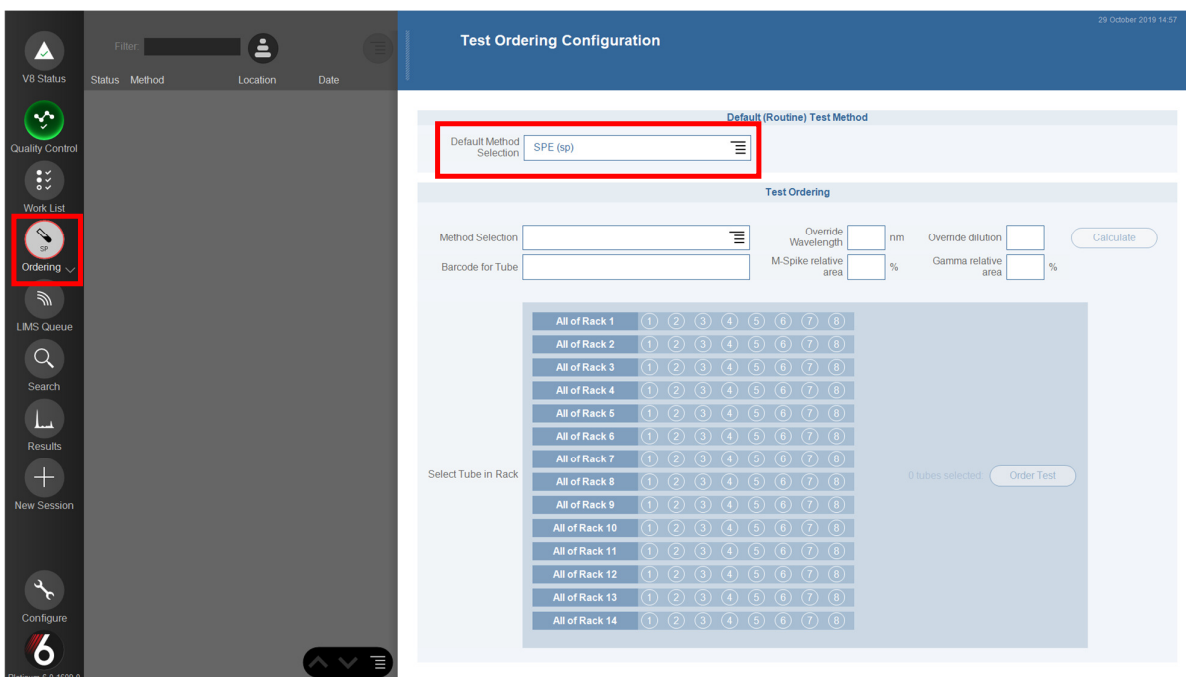 29 October 2019 14:57
Test Ordering Configuration
V8 Status
Quality Control
Work List
SP
Ordering
LIMS Queue
Search
Results
New Session
Configure
6
Filter:
Status Method Location Date
Default (Routine) Test Method
Default Method
Selection
SPE (sp)
Test Ordering
Method Selection
Override
Wavelength
nm
Override dilution
Calculate
Barcode for Tube
M-Spike relative
area
%
Gamma relative
area
%
Select Tube in Rack
All of Rack 1 1 2 3 4 5 6 7 8
All of Rack 2 1 2 3 4 5 6 7 8
All of Rack 3 1 2 3 4 5 6 7 8
All of Rack 4 1 2 3 4 5 6 7 8
All of Rack 5 1 2 3 4 5 6 7 8
All of Rack 6 1 2 3 4 5 6 7 8
All of Rack 7 1 2 3 4 5 6 7 8
All of Rack 8 1 2 3 4 5 6 7 8
All of Rack 9 1 2 3 4 5 6 7 8
All of Rack 10 1 2 3 4 5 6 7 8
All of Rack 11 1 2 3 4 5 6 7 8
All of Rack 12 1 2 3 4 5 6 7 8
All of Rack 13 1 2 3 4 5 6 7 8
All of Rack 14 1 2 3 4 5 6 7 8
0 tubes selected
Order Test